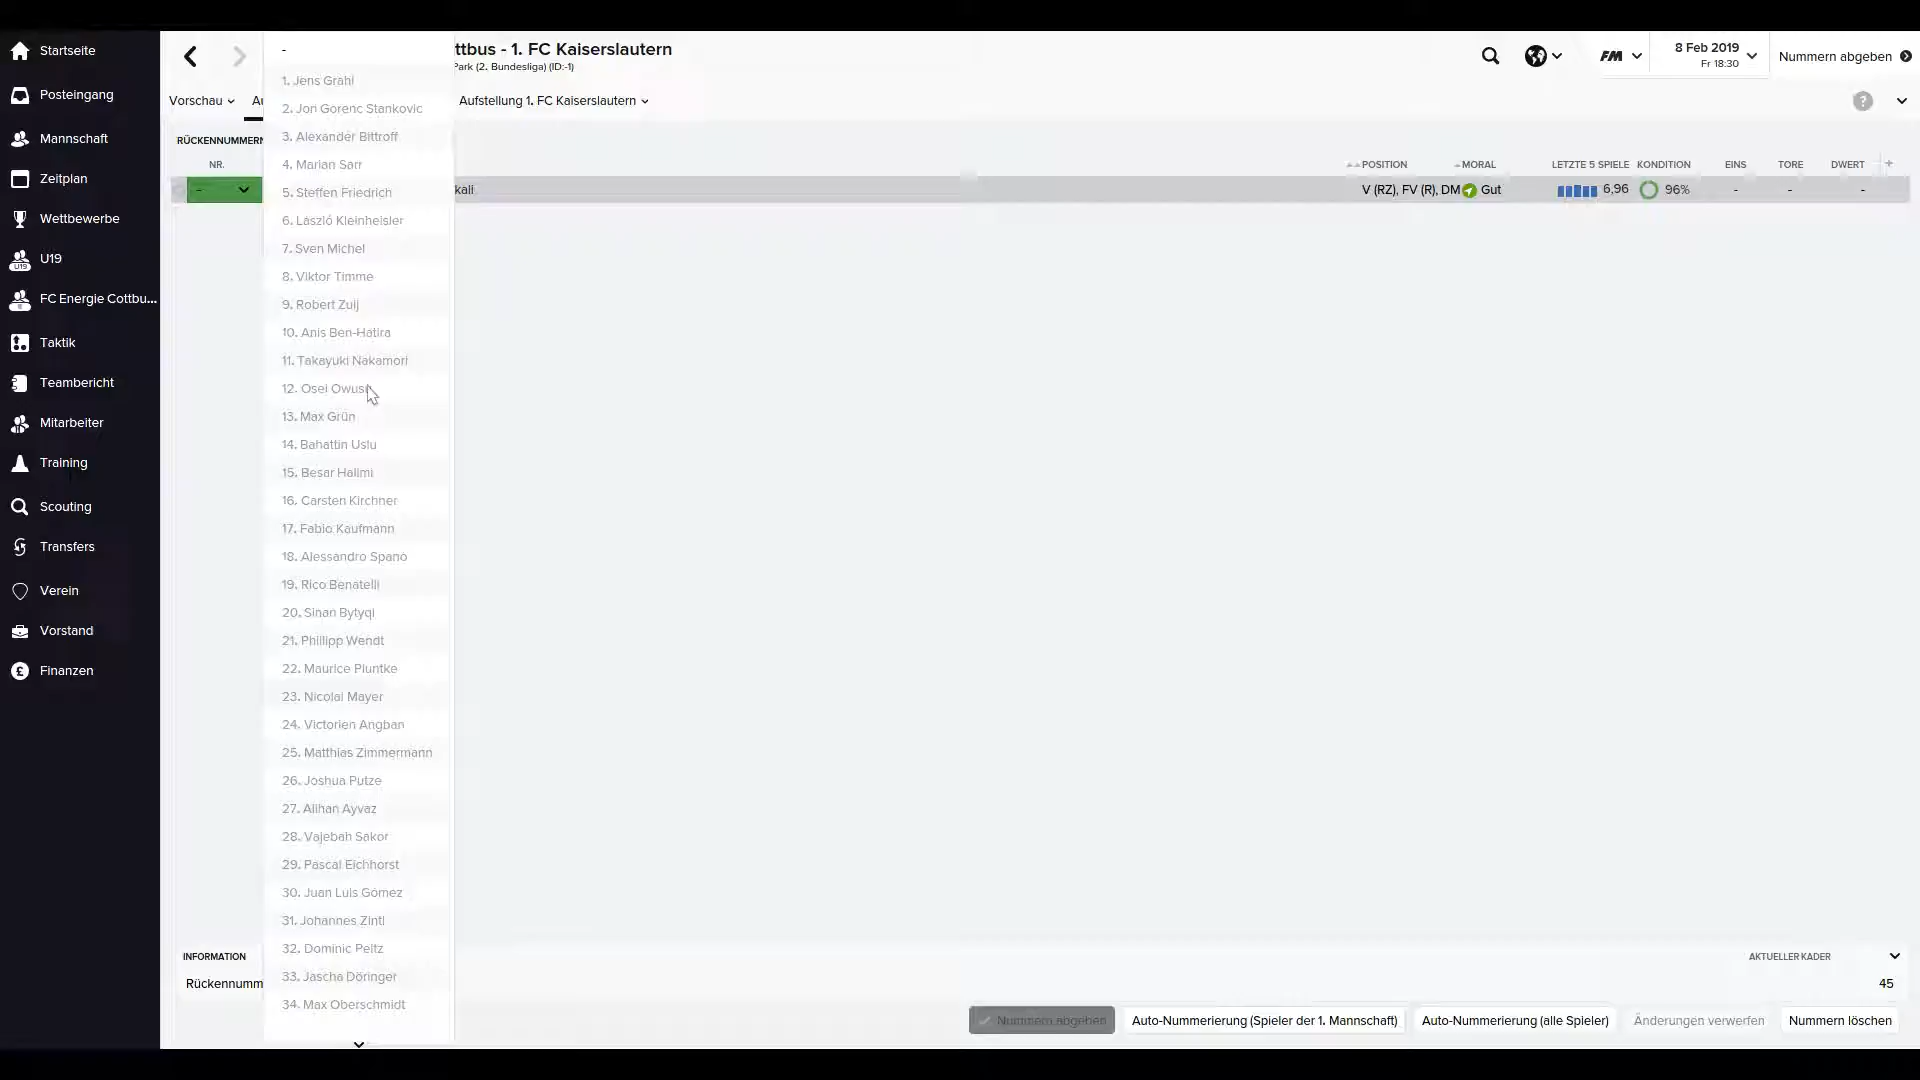 Startseite
Posteingang
Mannschaft
Zeitplan
Wettbewerbe
U19
U19
FC Energie Cottbu...
Taktik
Teambericht
Mitarbeiter
Training
Scouting
Transfers
Verein
Vorstand
Finanzen
ttbus - 1. FC Kaiserslautern
Park (2. Bundesliga) (ID:-1)
FM
8 Feb 2019
Fr 18:30
Nummern abgeben
Vorschau
Au
Aufstellung 1. FC Kaiserslautern
?
RÜCKENNUMMERN
NR.
POSITION
MORAL
LETZTE 5 SPIELE
KONDITION
EINS
TORE
DWERT
+
-
kali
V (RZ), FV (R), DM
Gut
6,96
96%
-
-
-
-
1. Jens Grahl
2. Jon Gorenc Stankovic
3. Alexander Bittroff
4. Marian Sarr
5. Steffen Friedrich
6. László Kleinheisler
7. Sven Michel
8. Viktor Timme
9. Robert Zulj
10. Anis Ben-Hatira
11. Takayuki Nakamori
12. Osei Owusu
13. Max Grün
14. Bahattin Uslu
15. Besar Halimi
16. Carsten Kirchner
17. Fabio Kaufmann
18. Alessandro Spano
19. Rico Benatelli
20. Sinan Bytyqi
21. Phillipp Wendt
22. Maurice Pluntke
23. Nicolai Mayer
24. Victorien Angban
25. Matthias Zimmermann
26. Joshua Putze
27. Alihan Ayvaz
28. Vajebah Sakor
29. Pascal Eichhorst
30. Juan Luis Gómez
31. Johannes Zintl
32. Dominic Peitz
33. Jascha Döringer
34. Max Oberschmidt
INFORMATION
AKTUELLER KADER
Rückennumm
45
Nummern abgeben
Auto-Nummerierung (Spieler der 1. Mannschaft)
Auto-Nummerierung (alle Spieler)
Änderungen verwerfen
Nummern löschen